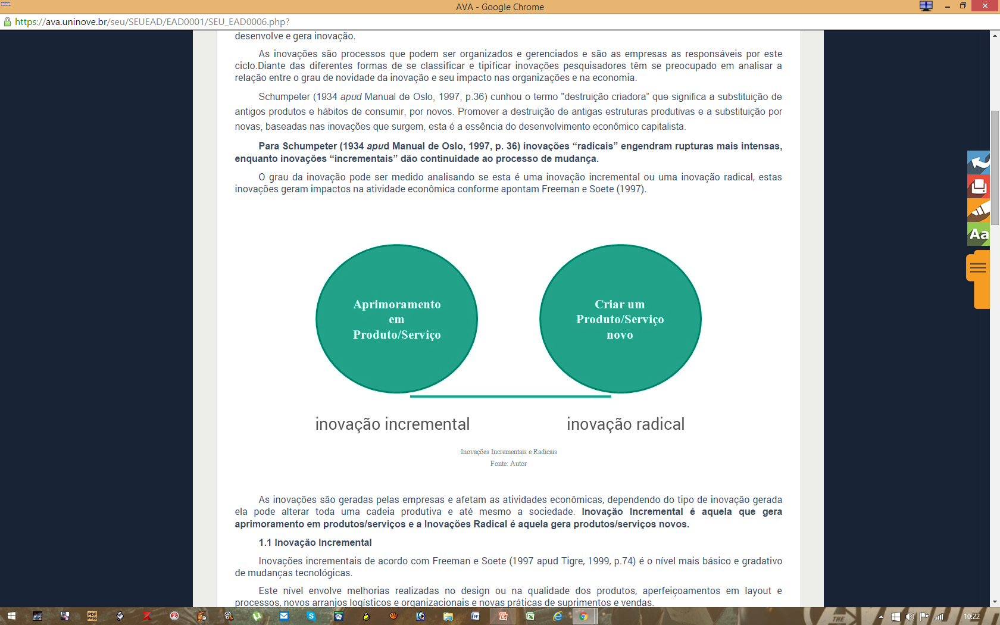 AVA - Google Chrome
https://ava.uninove.br/seu/SEUEAD/EAD0001/SEU_EAD0006.php?
desenvolve e gera inovação.
As inovações são processos que podem ser organizados e gerenciados e são as empresas as responsáveis por este
ciclo.Diante das diferentes formas de se classificar e tipificar inovações pesquisadores têm se preocupado em analisar a
relação entre o grau de novidade da inovação e seu impacto nas organizações e na economia.
Schumpeter (1934 apud Manual de Oslo, 1997, p.36) cunhou o termo "destruição criadora” que significa a substituição de
antigos produtos e hábitos de consumir, por novos. Promover a destruição de antigas estruturas produtivas e a substituição por
novas, baseadas nas inovações que surgem, esta é a essência do desenvolvimento econômico capitalista.
Para Schumpeter (1934 apud Manual de Oslo, 1997, p. 36) inovações “radicais” engendram rupturas mais intensas,
enquanto inovações “incrementais” dão continuidade ao processo de mudança.
O grau da inovação pode ser medido analisando se esta é uma inovação incremental ou uma inovação radical, estas
inovações geram impactos na atividade econômica conforme apontam Freeman e Soete (1997).
Aa
Aprimoramento
em
Produto/Serviço
Criar um
Produto/Serviço
novo
inovação incremental
inovação radical
Inovações Incrementais e Radicais
Fonte: Autor
As inovações são geradas pelas empresas e afetam as atividades econômicas, dependendo do tipo de inovação gerada
ela pode alterar toda uma cadeia produtiva e até mesmo a sociedade. Inovação Incremental é aquela que gera
aprimoramento em produtos/serviços e a Inovações Radical é aquela gera produtos/serviços novos.
1.1 Inovação Incremental
Inovações incrementais de acordo com Freeman e Soete (1997 apud Tigre, 1999, p.74) é o nível mais básico e gradativo
de mudanças tecnológicas.
Este nível envolve melhorias realizadas no design ou na qualidade dos produtos, aperfeiçoamentos em layout e
processos, novos arranjos logísticos e organizacionais e novas práticas de suprimentos e vendas.
PDF
PASS
THE
10:22